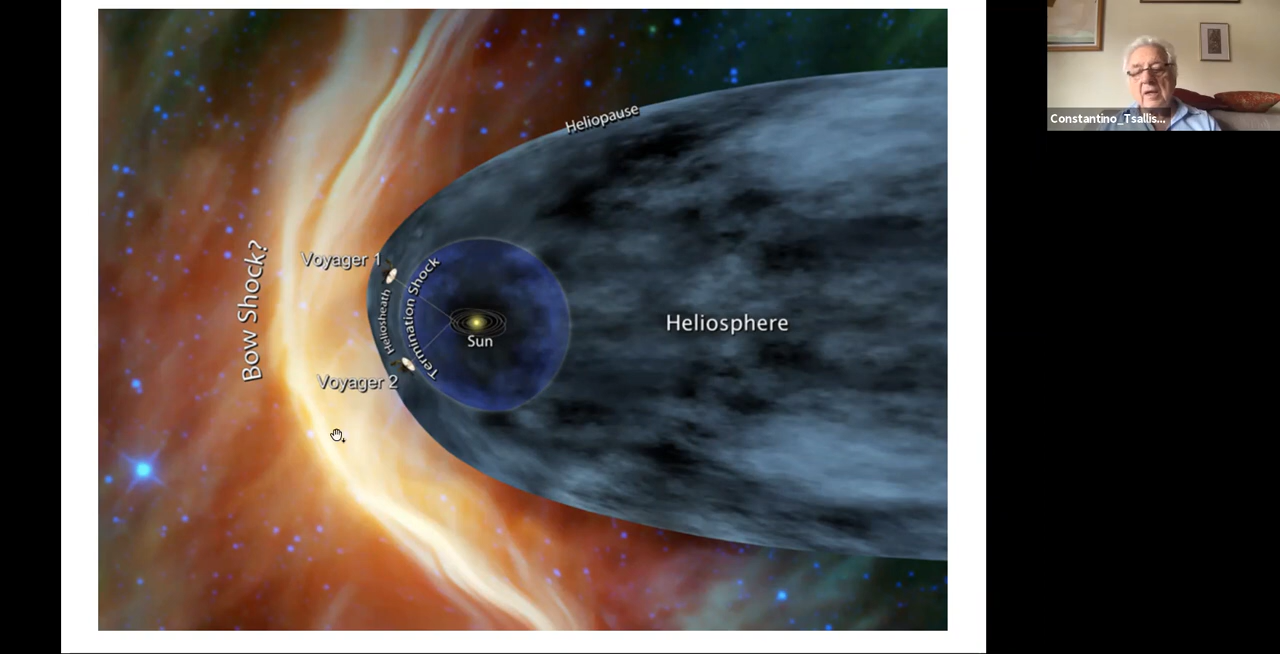 Heliopause
Bow Shock?
Voyager 1
Heliosheath
Termination Shock
Sun
Heliosphere
Voyager 2
Constantino_Tsallis...